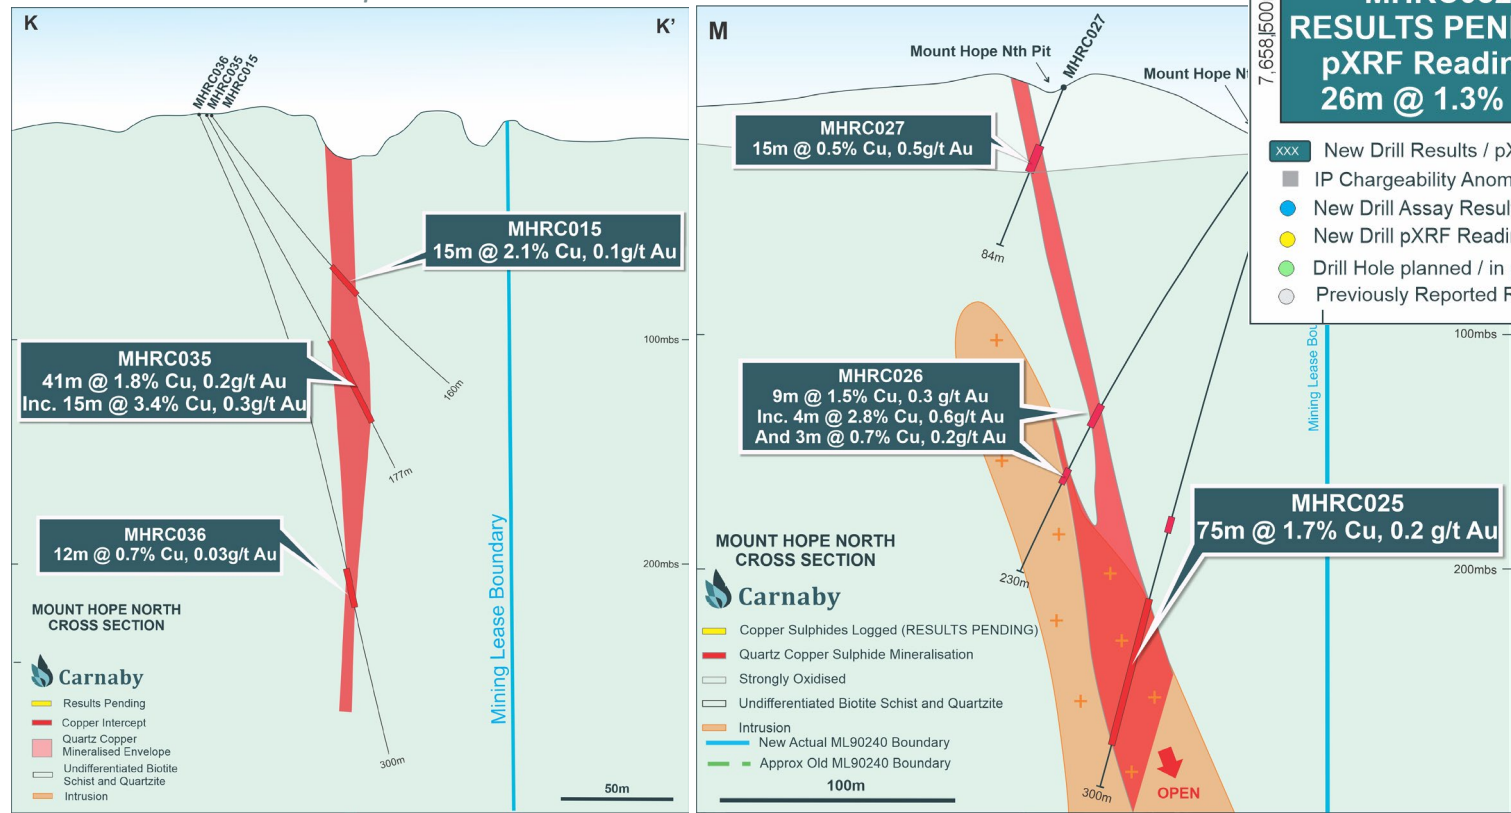 K
K'
MHRC036
MHRC035
MHRC015
MHRC015
15m @ 2.1% Cu, 0.1g/t Au
100mbs
MHRC035
41m @ 1.8% Cu, 0.2g/t Au
Inc. 15m @ 3.4% Cu, 0.3g/t Au
160m
177m
MHRC036
12m @ 0.7% Cu, 0.03g/t Au
200mbs
Mining Lease Boundary
MOUNT HOPE NORTH
CROSS SECTION
Carnaby
Results Pending
Copper Intercept
Quartz Copper
Mineralised Envelope
Undifferentiated Biotite
Schist and Quartzite
Intrusion
300m
50m
M
Mount Hope Nth Pit
MHRC027
Mount Hope N
MHRC027
15m @ 0.5% Cu, 0.5g/t Au
84m
100mbs
MHRC026
9m @ 1.5% Cu, 0.3 g/t Au
Inc. 4m @ 2.8% Cu, 0.6g/t Au
And 3m @ 0.7% Cu, 0.2g/t Au
Mining Lease Bou
MHRC025
75m @ 1.7% Cu, 0.2 g/t Au
230m
200mbs
MOUNT HOPE NORTH
CROSS SECTION
Carnaby
Copper Sulphides Logged (RESULTS PENDING)
Quartz Copper Sulphide Mineralisation
Strongly Oxidised
Undifferentiated Biotite Schist and Quartzite
Intrusion
New Actual ML90240 Boundary
Approx Old ML90240 Boundary
100m
300m
OPEN
7,658,500
RESULTS PEN
pXRF Readin
26m @ 1.3%
XXX
New Drill Results / pX
IP Chargeability Anom
New Drill Assay Resul
New Drill pXRF Readi
Drill Hole planned / in
Previously Reported R